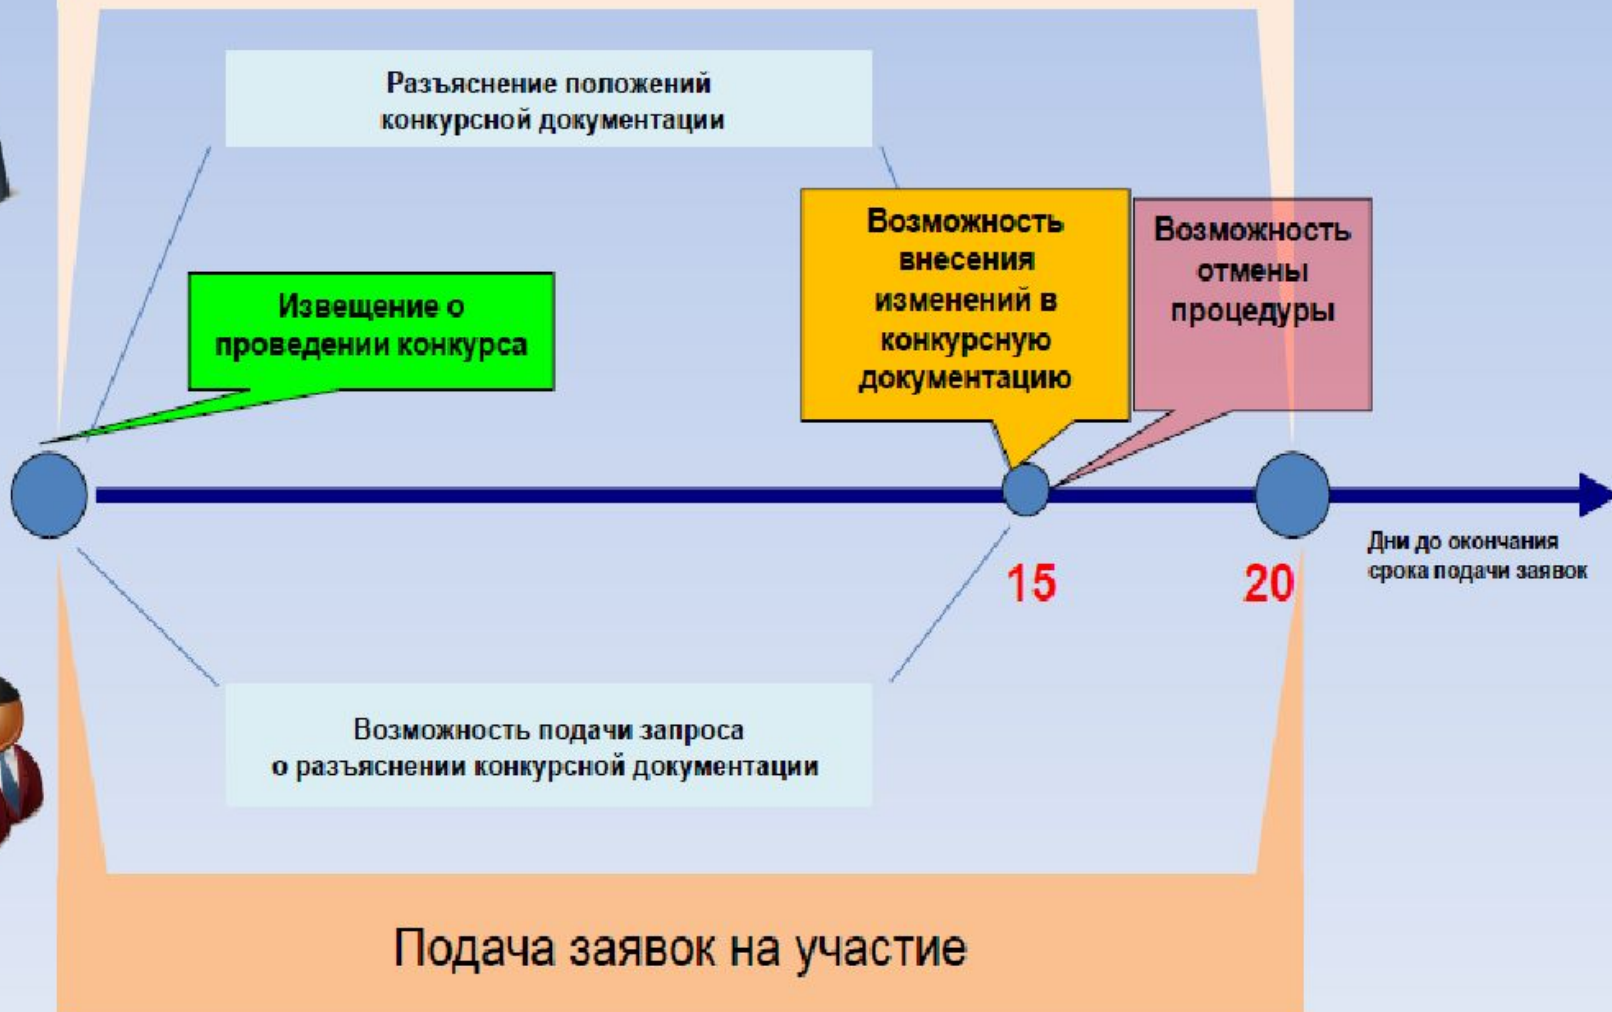 Разъяснение положений
конкурсной документации
Извещение о
проведении конкурса
Возможность
внесения
изменений в
конкурсную
документацию
Возможность
отмены
процедуры
15
20
Дни до окончания
срока подачи заявок
Возможность подачи запроса
о разъяснении конкурсной документации
Подача заявок на участие